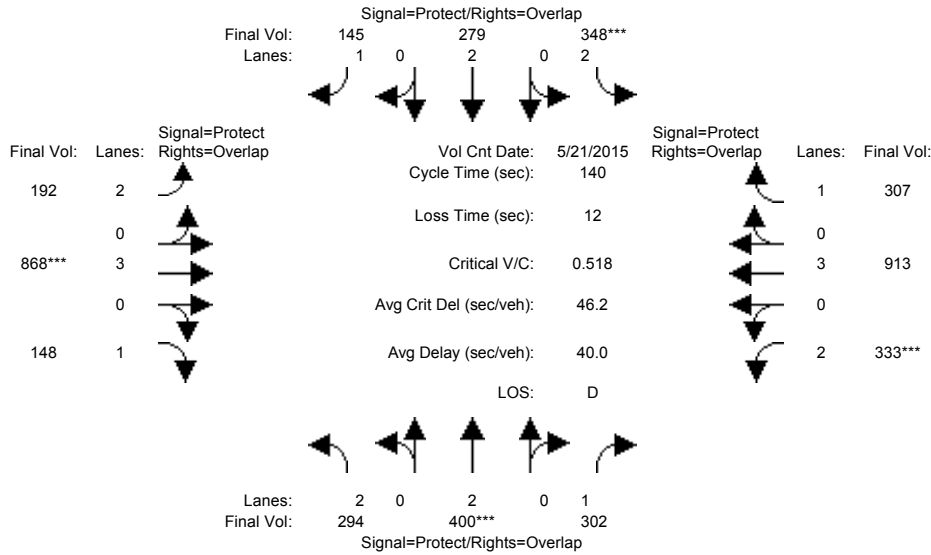 Signal=Protect/Rights=Overlap
Final Vol: 145 279 348***
Lanes: 1 0 2 0 2
Signal=Protect Signal=Protect
Final Vol: Lanes: Rights=Overlap Vol Cnt Date: 5/21/2015 Rights=Overlap Lanes: Final Vol:
Cycle Time (sec): 140
192 2 1 307
Loss Time (sec): 12
0 0
868*** 3 Critical V/C: 0.518 3 913
0 Avg Crit Del (sec/veh): 46.2 0
148 1 Avg Delay (sec/veh): 40.0 2 333***
LOS: D
Lanes: 2 0 2 0 1
Final Vol: 294 400*** 302
Signal=Protect/Rights=Overlap